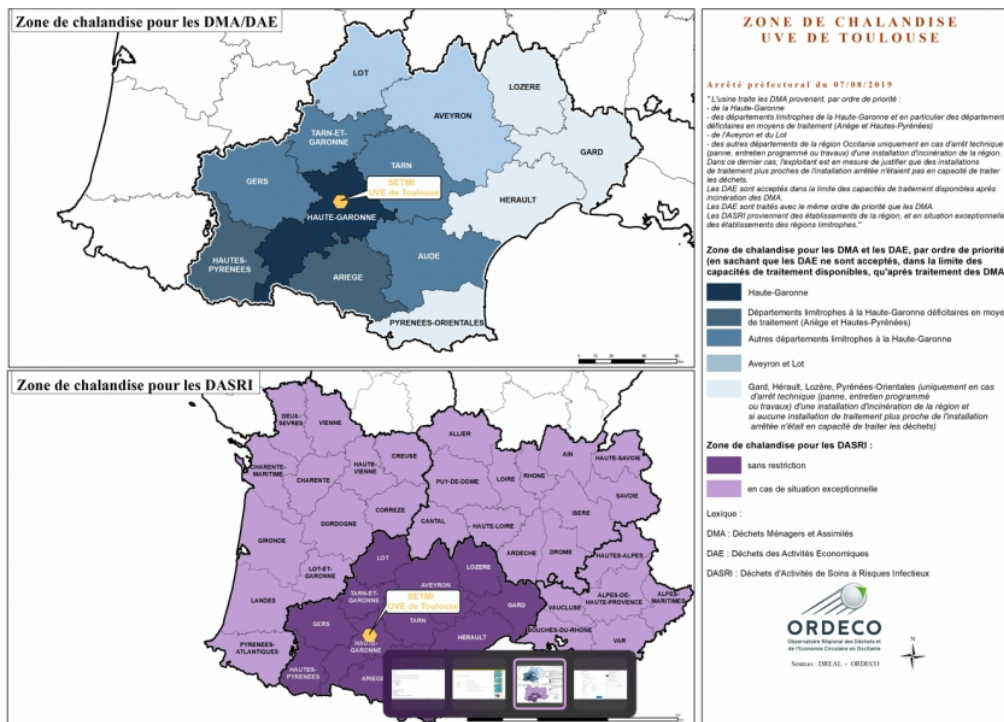 Zone de chalandise pour les DMA/DAE
LOT
LOZERE
AVEYRON
TARN-ET-
GARONNE
TARN
GARD
GERS
SETMI
UVE de Toulouse
HERAULT
HAUTE-GARONNE
HAUTES-
PYRENEES
AUDE
ARIEGE
PYRENEES-ORIENTALES
Zone de chalandise pour les DASRI
DEUX-
SEVRES
VIENNE
ALLIER
CREUSE
AIN
HAUTE-SAVOIE
CHARENTE-
MARITIME
HAUTE-
VIENNE
RHONE
CHARENTE
PUY-DE-DOME
LOIRE
SAVOIE
CORREZE
ISERE
DORDOGNE
CANTAL
HAUTE-LOIRE
GIRONDE
ARDECHE
DROME
HAUTES-ALPES
LOT
LOT-ET-
GARONNE
LOZERE
AVEYRON
TARN-ET-
GARONNE
LANDES
SETMI
UVE de Toulouse
GARD
VAUCLUSE
ALPES-DE-
HAUTE-PROVENCE
ALPES-
MARITIMES
GERS
TARN
HERAULT
BOUCHES-DU-RHONE
VAR
HAUTE-
GARONNE
PYRENEES-
ATLANTIQUES
HAUTES-
PYRENEES
ARIEGE
ZONE DE CHALANDISE
UVE DE TOULOUSE
Arrêté préfectoral du 07/08/2019
" L'usine traite les DMA provenant, par ordre de priorité :
- de la Haute-Garonne
- des départements limitrophes de la Haute-Garonne et en particulier des département
déficitaires en moyens de traitement (Ariège et Hautes-Pyrénées)
- de l'Aveyron et du Lot
- des autres départements de la région Occitanie uniquement en cas d'arrêt technique
(panne, entretien programmé ou travaux) d'une installation d'incinération de la région.
Dans ce dernier cas, l'exploitant est en mesure de justifier que des installations
de traitement plus proches de l'installation arrêtée n'étaient pas en capacité de traiter
les déchets.
Les DAE sont acceptés dans la limite des capacités de traitement disponibles après
incinération des DMA.
Les DAE sont traités avec le même ordre de priorité que les DMA.
Les DASRI proviennent des établissements de la région, et en situation exceptionnelle
des établissements des régions limitrophes."
Zone de chalandise pour les DMA et les DAE, par ordre de priorité
(en sachant que les DAE ne sont acceptés, dans la limite des
capacités de traitement disponibles, qu'après traitement des DMA
Haute-Garonne
Départements limitrophes à la Haute-Garonne déficitaires en moye
de traitement (Ariège et Hautes-Pyrénées)
Autres départements limitrophes à la Haute-Garonne
Aveyron et Lot
Gard, Hérault, Lozère, Pyrénées-Orientales (uniquement en cas
d'arrêt technique (panne, entretien programmé
ou travaux) d'une installation d'incinération de la région et
si aucune installation de traitement plus proche de l'installation
arrêtée n'était en capacité de traiter les déchets)
Zone de chalandise pour les DASRI :
sans restriction
en cas de situation exceptionnelle
Lexique :
DMA : Déchets Ménagers et Assimilés
DAE : Déchets des Activités Economiques
DASRI : Déchets d'Activités de Soins à Risques Infectieux
ORDECO
Observatoire Régional des Déchets et
de l'Economie Circulaire en Occitanie
Sources : DREAL - ORDECO
N